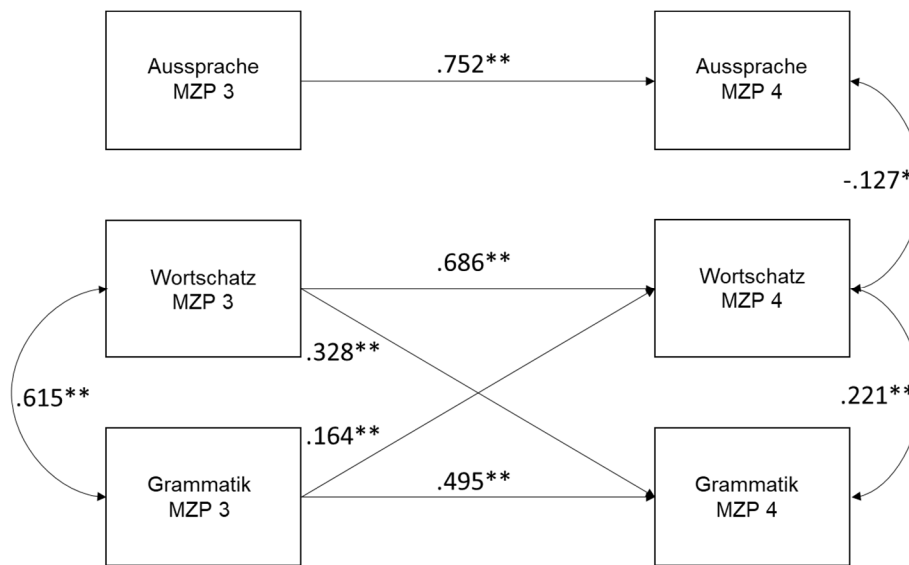 Aussprache
MZP 3
.752**
Aussprache
MZP 4
-.127*
Wortschatz
MZP 3
.686**
Wortschatz
MZP 4
.328**
.615**
.221**
.164**
Grammatik
MZP 3
.495**
Grammatik
MZP 4